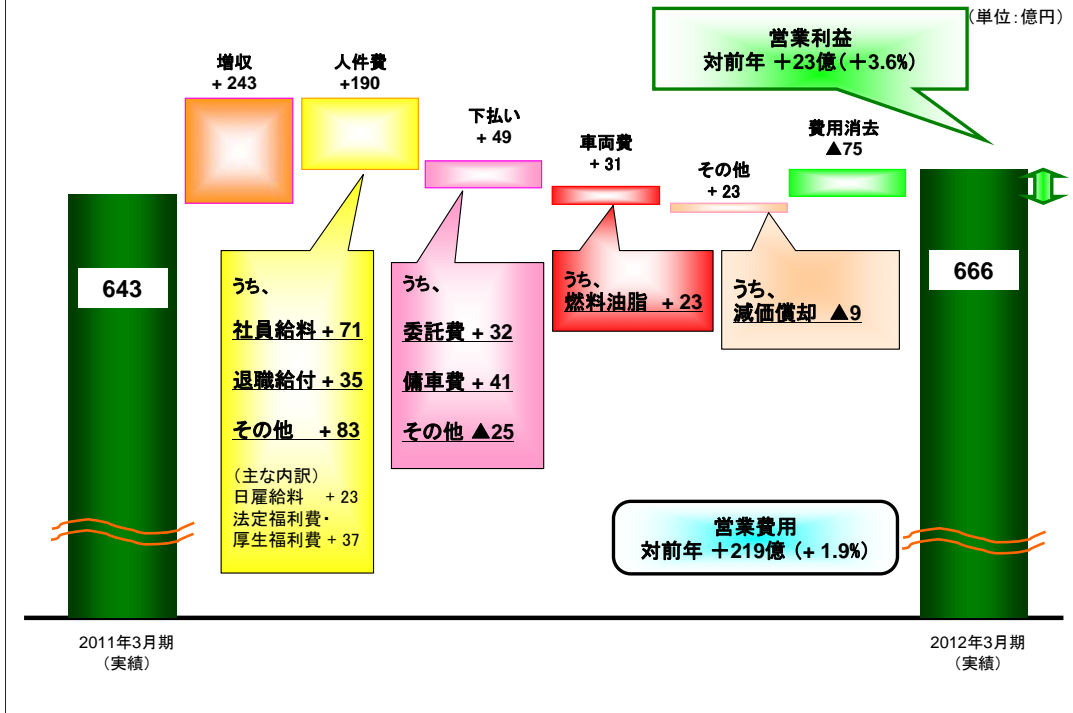 （単位：億円）
営業利益
対前年 ＋23億（＋3.6%）
増収
+ 243
人件費
+190
下払い
+ 49
車両費
+ 31
その他
+ 23
費用消去
▲75
643
666
うち、
社員給料 + 71
退職給付 + 35
その他 + 83
（主な内訳）
日雇給料 + 23
法定福利費・
厚生福利費 + 37
うち、
委託費 + 32
傭車費 + 41
その他 ▲25
うち、
燃料油脂 + 23
うち、
減価償却 ▲9
営業費用
対前年 ＋219億 （+ 1.9%）
2011年3月期
（実績）
2012年3月期
（実績）